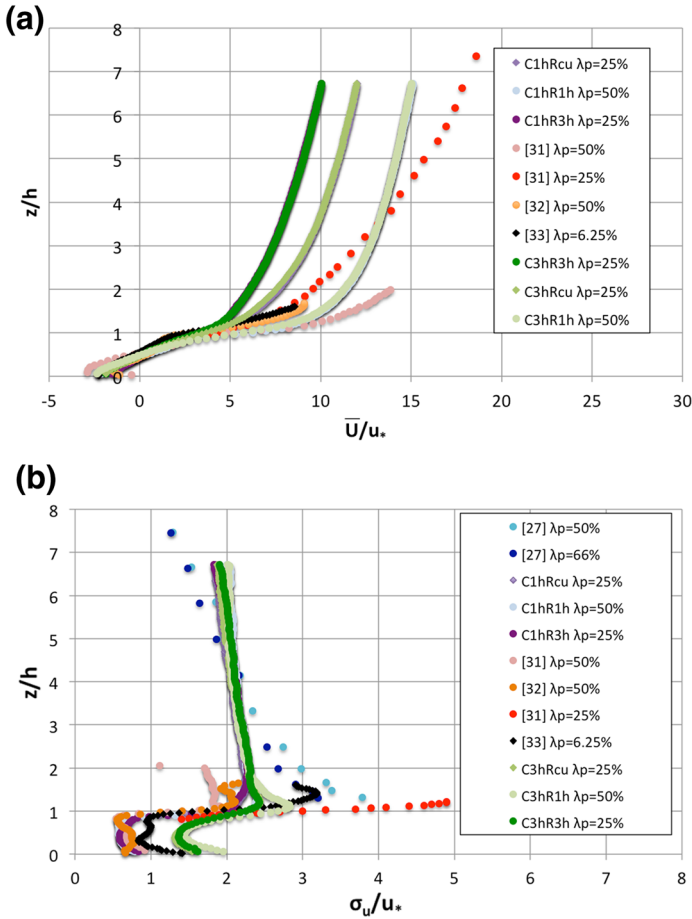 (a)
8
7
6
5
4
3
2
1
0
z/h
-5
0
5
10
15
20
25
30
U̅/u*
C1hRcu λp=25%
C1hR1h λp=50%
C1hR3h λp=25%
[31] λp=50%
[31] λp=25%
[32] λp=50%
[33] λp=6.25%
C3hR3h λp=25%
C3hRcu λp=25%
C3hR1h λp=50%
(b)
8
7
6
5
4
3
2
1
0
z/h
0
1
2
3
4
5
6
7
8
σu/u*
[27] λp=50%
[27] λp=66%
C1hRcu λp=25%
C1hR1h λp=50%
C1hR3h λp=25%
[31] λp=50%
[32] λp=50%
[31] λp=25%
[33] λp=6.25%
C3hRcu λp=25%
C3hR1h λp=50%
C3hR3h λp=25%